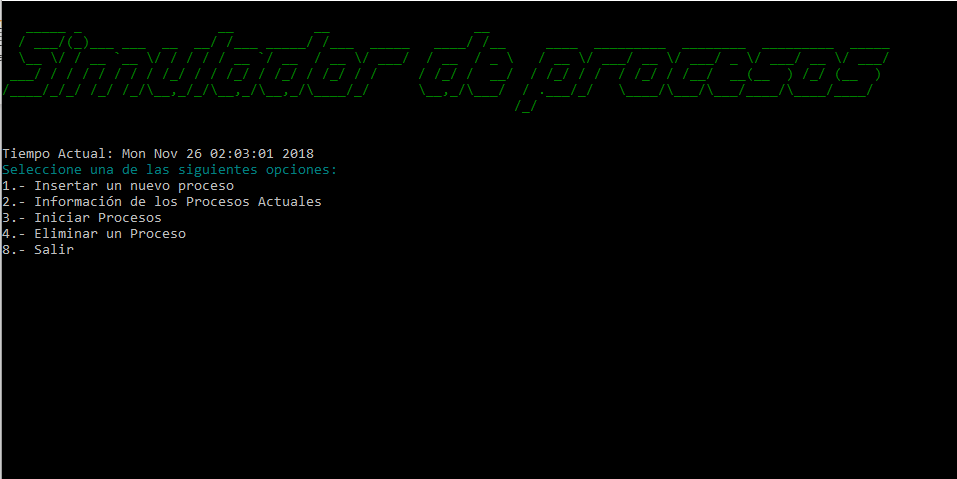 Simulador de procesos
Tiempo Actual: Mon Nov 26 02:03:01 2018
Seleccione una de las siguientes opciones:
1.- Insertar un nuevo proceso
2.- Información de los Procesos Actuales
3.- Iniciar Procesos
4.- Eliminar un Proceso
8.- Salir